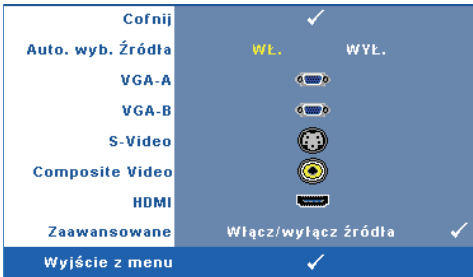 Cofnij
Auto. wyb. Źródła WŁ. WYŁ.
VGA-A
VGA-B
S-Video
Composite Video
HDMI
Zaawansowane Włącz/wyłącz źródła
Wyjście z menu